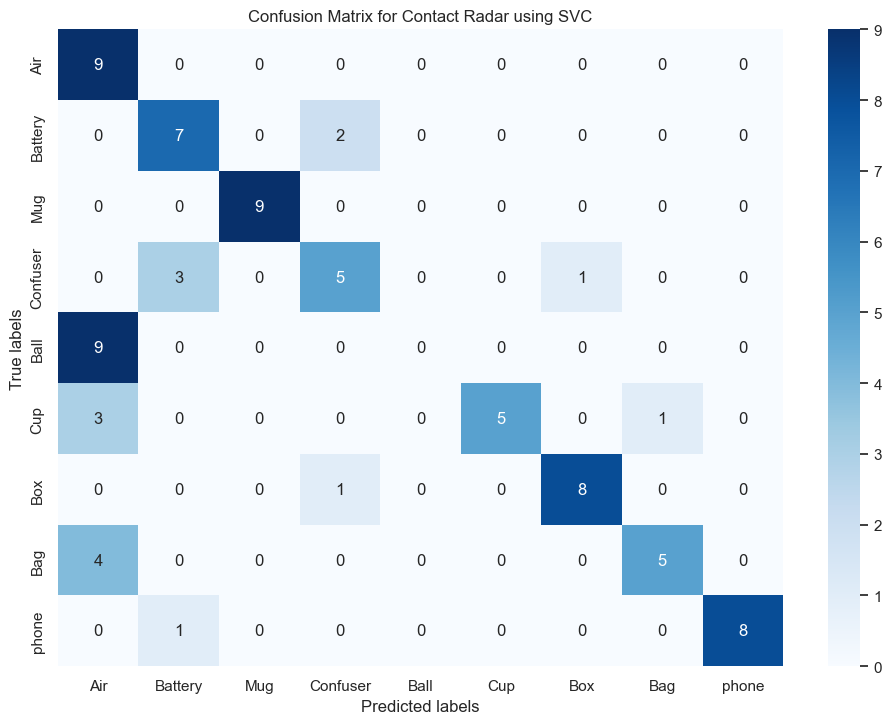 Confusion Matrix for Contact Radar using SVC
Air 9 0 0 0 0 0 0 0 0
Battery 0 7 0 2 0 0 0 0 0
Mug 0 0 9 0 0 0 0 0 0
Confuser 0 3 0 5 0 0 1 0 0
Ball 9 0 0 0 0 0 0 0 0
Cup 3 0 0 0 0 5 0 1 0
Box 0 0 0 1 0 0 8 0 0
Bag 4 0 0 0 0 0 0 5 0
phone 0 1 0 0 0 0 0 0 8
Air Battery Mug Confuser Ball Cup Box Bag phone
Predicted labels
True labels
9
8
7
6
5
4
3
2
1
0